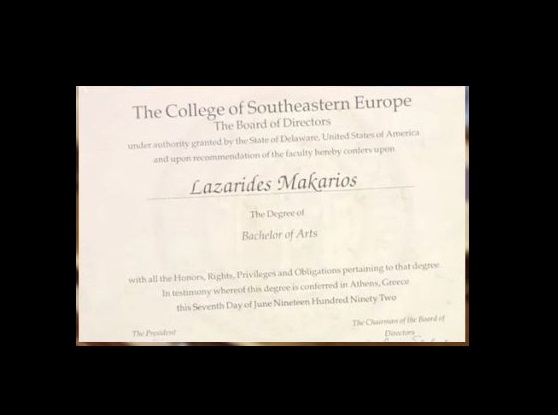 The College of Southeastern Europe
The Board of Directors
under authority granted by the State of Delaware, United States of America
and upon recommendation of the faculty hereby confers upon
Lazarides Makarios
The Degree of
Bachelor of Arts
with all the Honors, Rights, Privileges and Obligations pertaining to that degree.
In testimony whereof this degree is conferred in Athens, Greece
this Seventh Day of June Nineteen Hundred Ninety Two
The President
The Chairman of the Board of
Directors